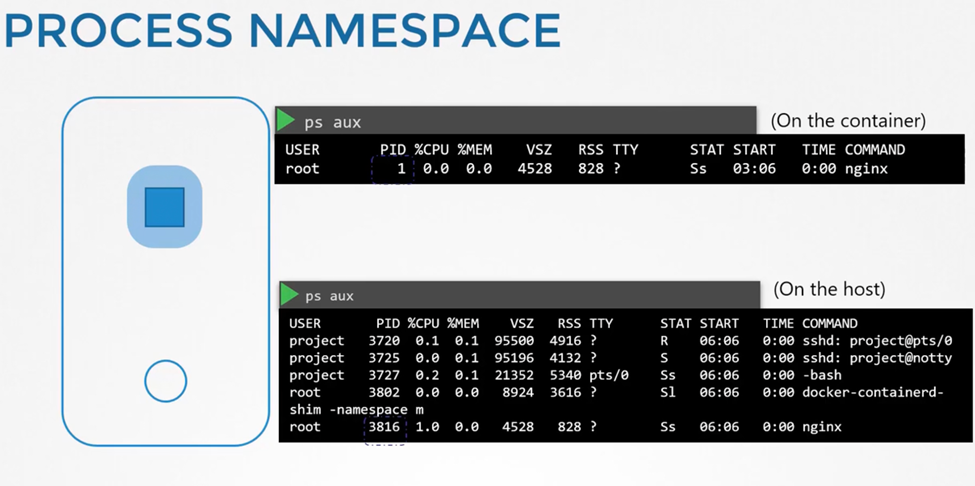 PROCESS NAMESPACE
ps aux
(On the container)
USER PID %CPU %MEM VSZ RSS TTY STAT START TIME COMMAND
root 1 0.0 0.0 4528 828 ? Ss 03:06 0:00 nginx
(On the host)
ps aux
USER PID %CPU %MEM VSZ RSS TTY STAT START TIME COMMAND
project 3720 0.1 0.1 95500 4916 ? R 06:06 0:00 sshd: project@pts/0
project 3725 0.0 0.1 95196 4132 ? S 06:06 0:00 sshd: project@notty
project 3727 0.2 0.1 21352 5340 pts/0 Ss 06:06 0:00 -bash
root 3802 0.0 0.0 8924 3616 ? Sl 06:06 0:00 docker-containerd-
shim -namespace m
root 3816 1.0 0.0 4528 828 ? Ss 06:06 0:00 nginx